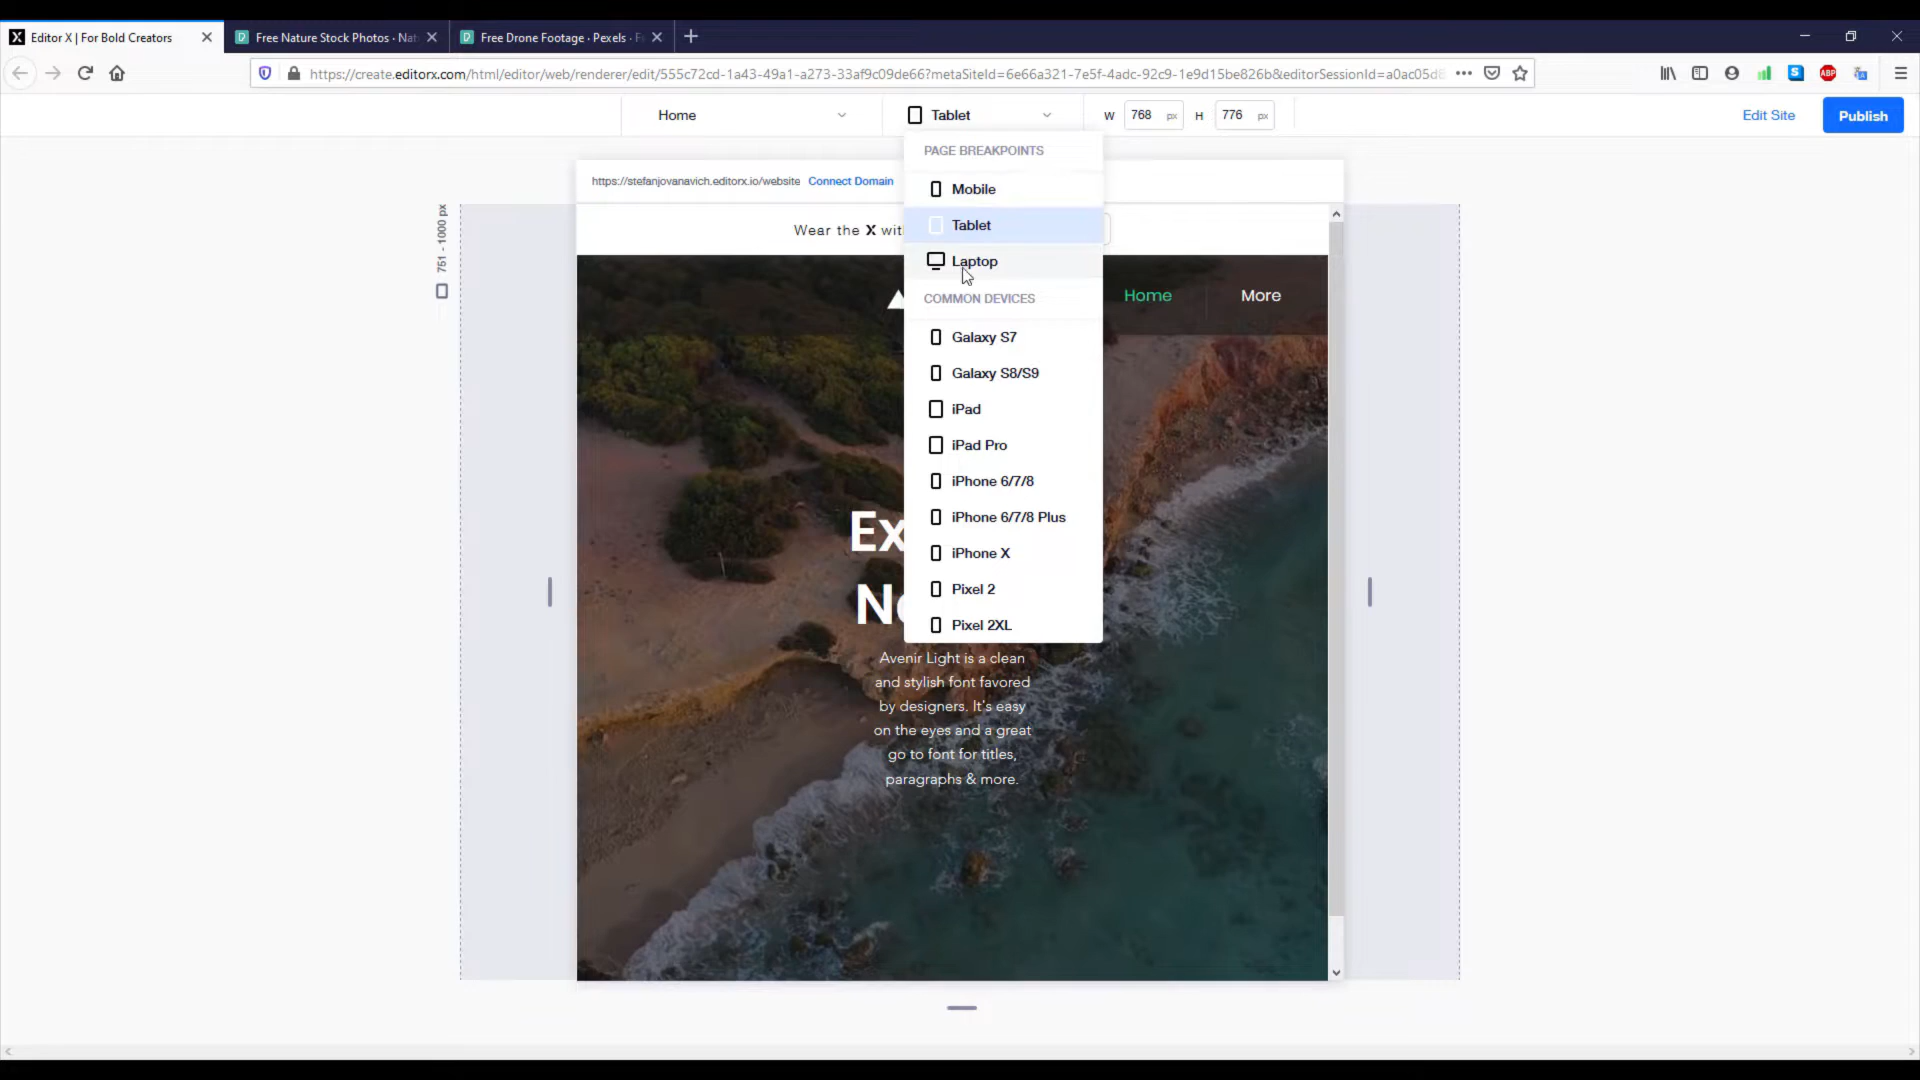 Editor X | For Bold Creators
Free Nature Stock Photos · Nat
Free Drone Footage · Pexels · F
https://create.editorx.com/html/editor/web/renderer/edit/555c72cd-1a43-49a1-a273-33af9c09de66?metaSiteId=6e66a321-7e5f-4adc-92c9-1e9d15be826b&editorSessionId=a0ac05d8
ABP
Home
Tablet
W 768 px H 776 px
Edit Site
Publish
PAGE BREAKPOINTS
Mobile
Tablet
Laptop
COMMON DEVICES
Galaxy S7
Galaxy S8/S9
iPad
iPad Pro
iPhone 6/7/8
iPhone 6/7/8 Plus
iPhone X
Pixel 2
Pixel 2XL
https://stefanjovanavich.editorx.io/website Connect Domain
751 - 1000 px
Wear the X wit
Home
More
Ex
No
Avenir Light is a clean
and stylish font favored
by designers. It's easy
on the eyes and a great
go to font for titles,
paragraphs & more.